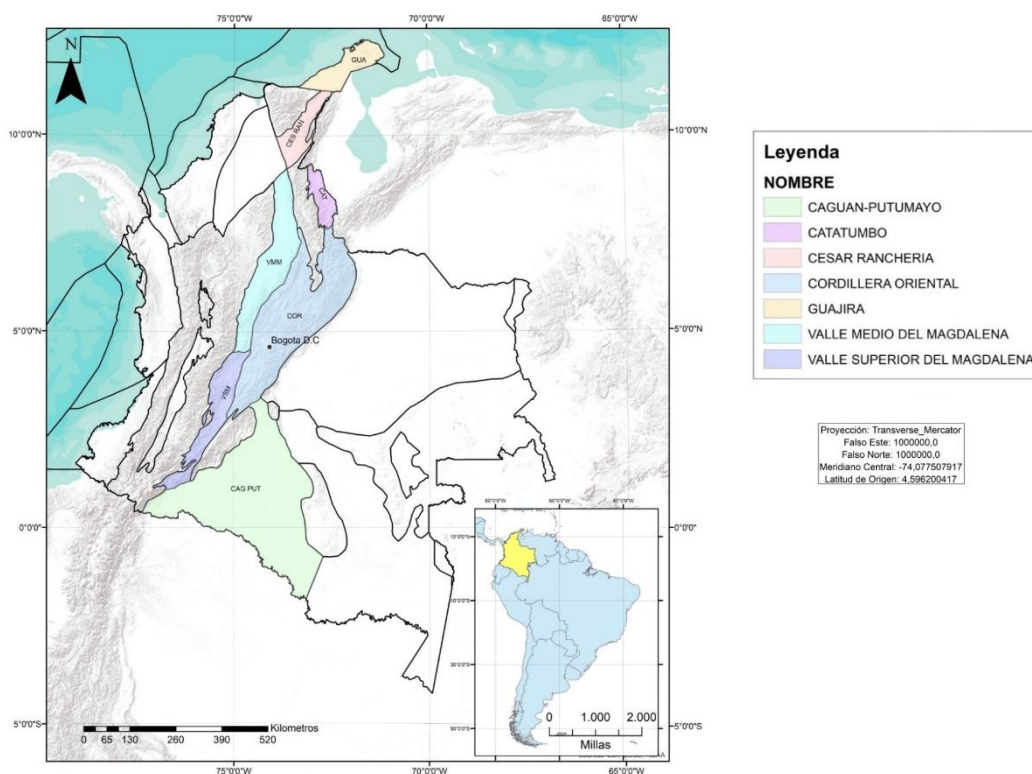 75°0'0"W
70°0'0"W
65°0'0"W
N
GUA
10°0'0"N
10°0'0"N
CES RAN
CAT
VMM
COR
5°0'0"N
5°0'0"N
Bogota D.C
VSM
CAG PUT
0°0'0"
0°0'0"
5°0'0"S
5°0'0"S
Kilometros
0 65 130 260 390 520
75°0'0"W
70°0'0"W
65°0'0"W
0 1.000 2.000
Millas
Leyenda
NOMBRE
CAGUAN-PUTUMAYO
CATATUMBO
CESAR RANCHERIA
CORDILLERA ORIENTAL
GUAJIRA
VALLE MEDIO DEL MAGDALENA
VALLE SUPERIOR DEL MAGDALENA
Proyección: Transverse_Mercator
Falso Este: 1000000,0
Falso Norte: 1000000,0
Meridiano Central: -74,077507917
Latitud de Origen: 4,596200417